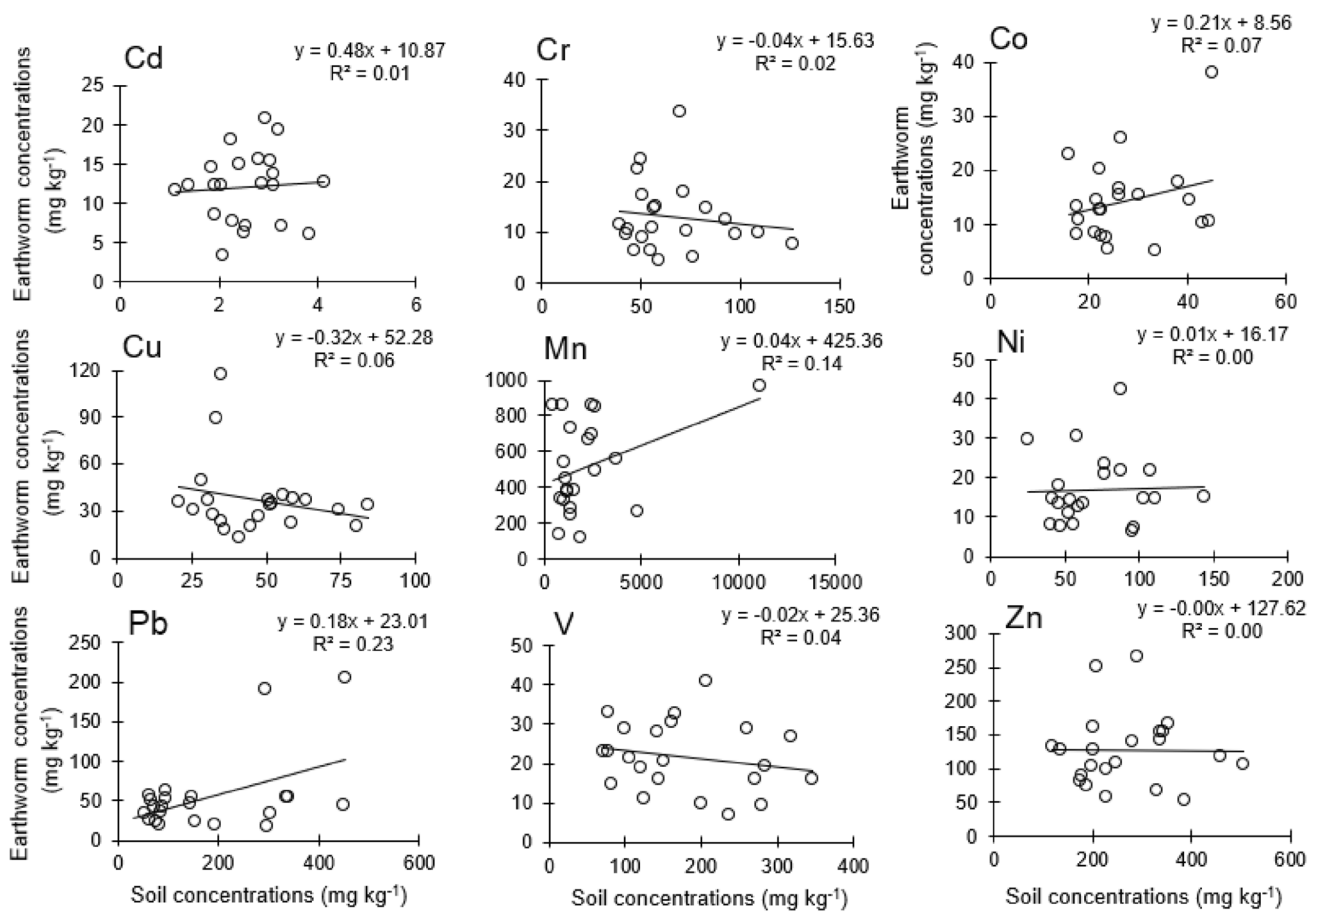 Cd
y = 0.48x + 10.87
R² = 0.01
Earthworm concentrations
(mg kg⁻¹)
25
20
15
10
5
0
0 2 4 6
Cr
y = -0.04x + 15.63
R² = 0.02
40
30
20
10
0
0 50 100 150
Co
y = 0.21x + 8.56
R² = 0.07
Earthworm
concentrations (mg kg⁻¹)
40
30
20
10
0
0 20 40 60
Cu
y = -0.32x + 52.28
R² = 0.06
Earthworm concentrations
(mg kg⁻¹)
120
90
60
30
0
0 25 50 75 100
Mn
y = 0.04x + 425.36
R² = 0.14
1000
800
600
400
200
0
0 5000 10000 15000
Ni
y = 0.01x + 16.17
R² = 0.00
50
40
30
20
10
0
0 50 100 150 200
Pb
y = 0.18x + 23.01
R² = 0.23
Earthworm concentrations
(mg kg⁻¹)
250
200
150
100
50
0
0 200 400 600
Soil concentrations (mg kg⁻¹)
V
y = -0.02x + 25.36
R² = 0.04
50
40
30
20
10
0
0 100 200 300 400
Soil concentrations (mg kg⁻¹)
Zn
y = -0.00x + 127.62
R² = 0.00
300
250
200
150
100
50
0
0 200 400 600
Soil concentrations (mg kg⁻¹)